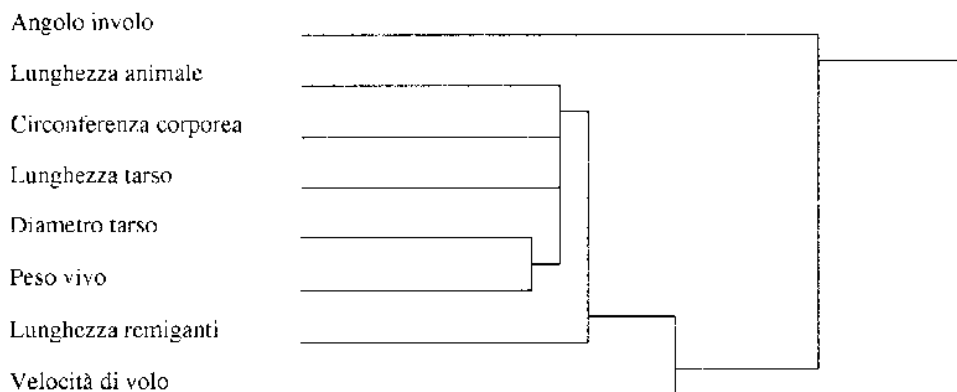 Angolo involo
Lunghezza animale
Circonferenza corporea
Lunghezza tarso
Diametro tarso
Peso vivo
Lunghezza remiganti
Velocità di volo